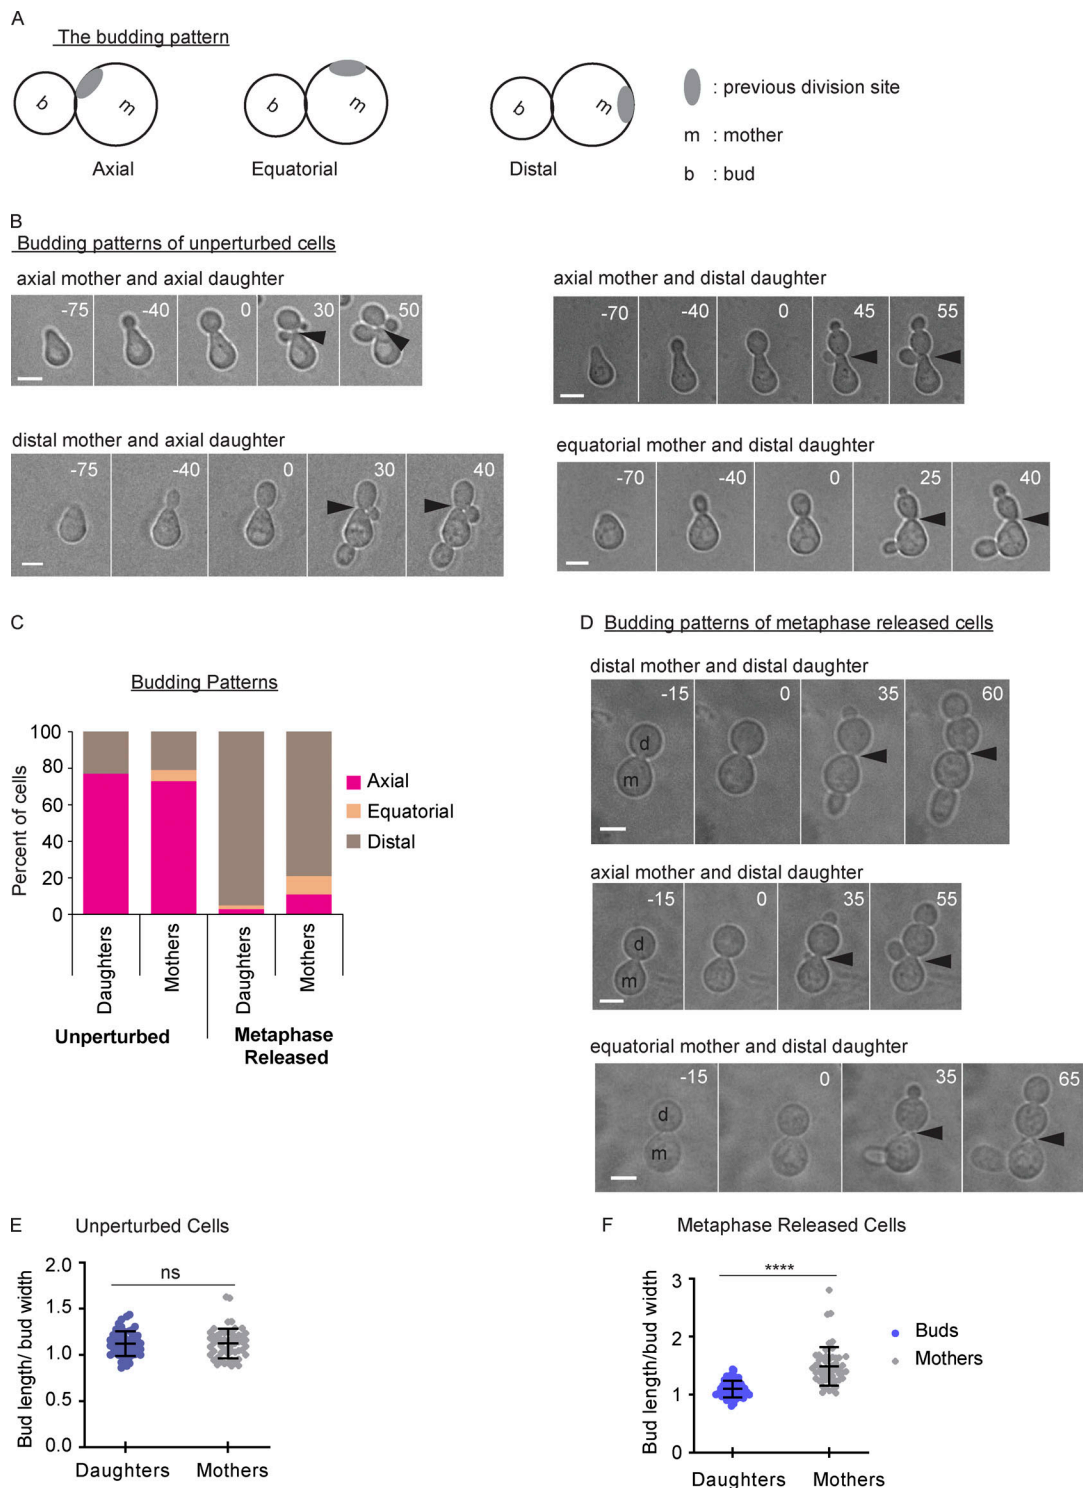 A
The budding pattern
b
m
b
m
b
m
: previous division site
m : mother
b : bud
Axial
Equatorial
Distal
B
Budding patterns of unperturbed cells
axial mother and axial daughter
-75
-40
0
30
50
axial mother and distal daughter
-70
-40
0
45
55
distal mother and axial daughter
-75
-40
0
30
40
equatorial mother and distal daughter
-70
-40
0
25
40
C
Budding Patterns
Percent of cells
100
80
60
40
20
0
Axial
Equatorial
Distal
Daughters
Mothers
Daughters
Mothers
Unperturbed
Metaphase
Released
D Budding patterns of metaphase released cells
distal mother and distal daughter
-15
0
35
60
d
m
axial mother and distal daughter
-15
0
35
55
d
m
equatorial mother and distal daughter
-15
0
35
65
d
m
E Unperturbed Cells
Bud length/ bud width
2.0
1.5
1.0
0.5
0.0
ns
Daughters
Mothers
F Metaphase Released Cells
Bud length/bud width
3
2
1
0
****
Daughters
Mothers
Buds
Mothers